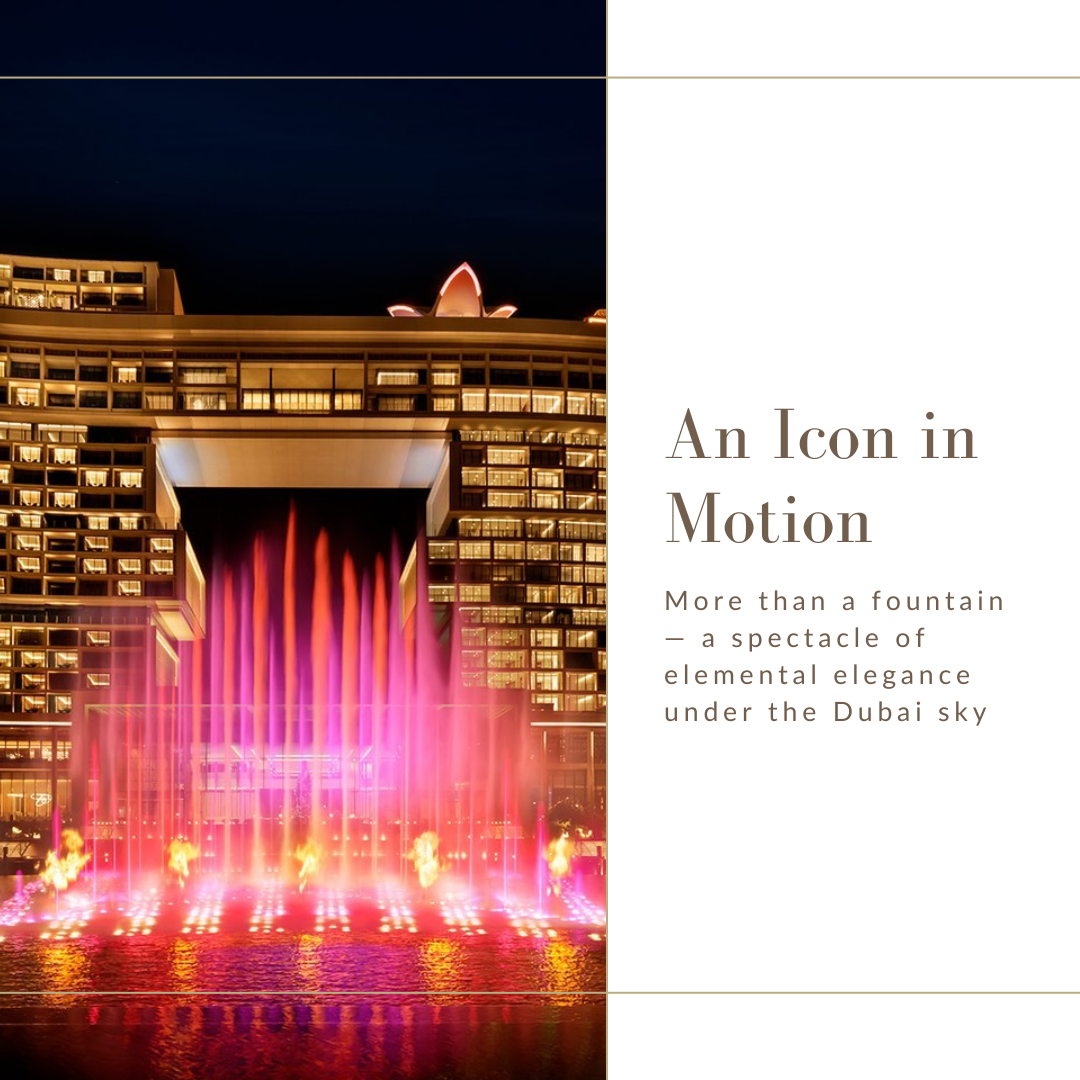 An Icon in
Motion
More than a fountain
— a spectacle of
elemental elegance
under the Dubai sky